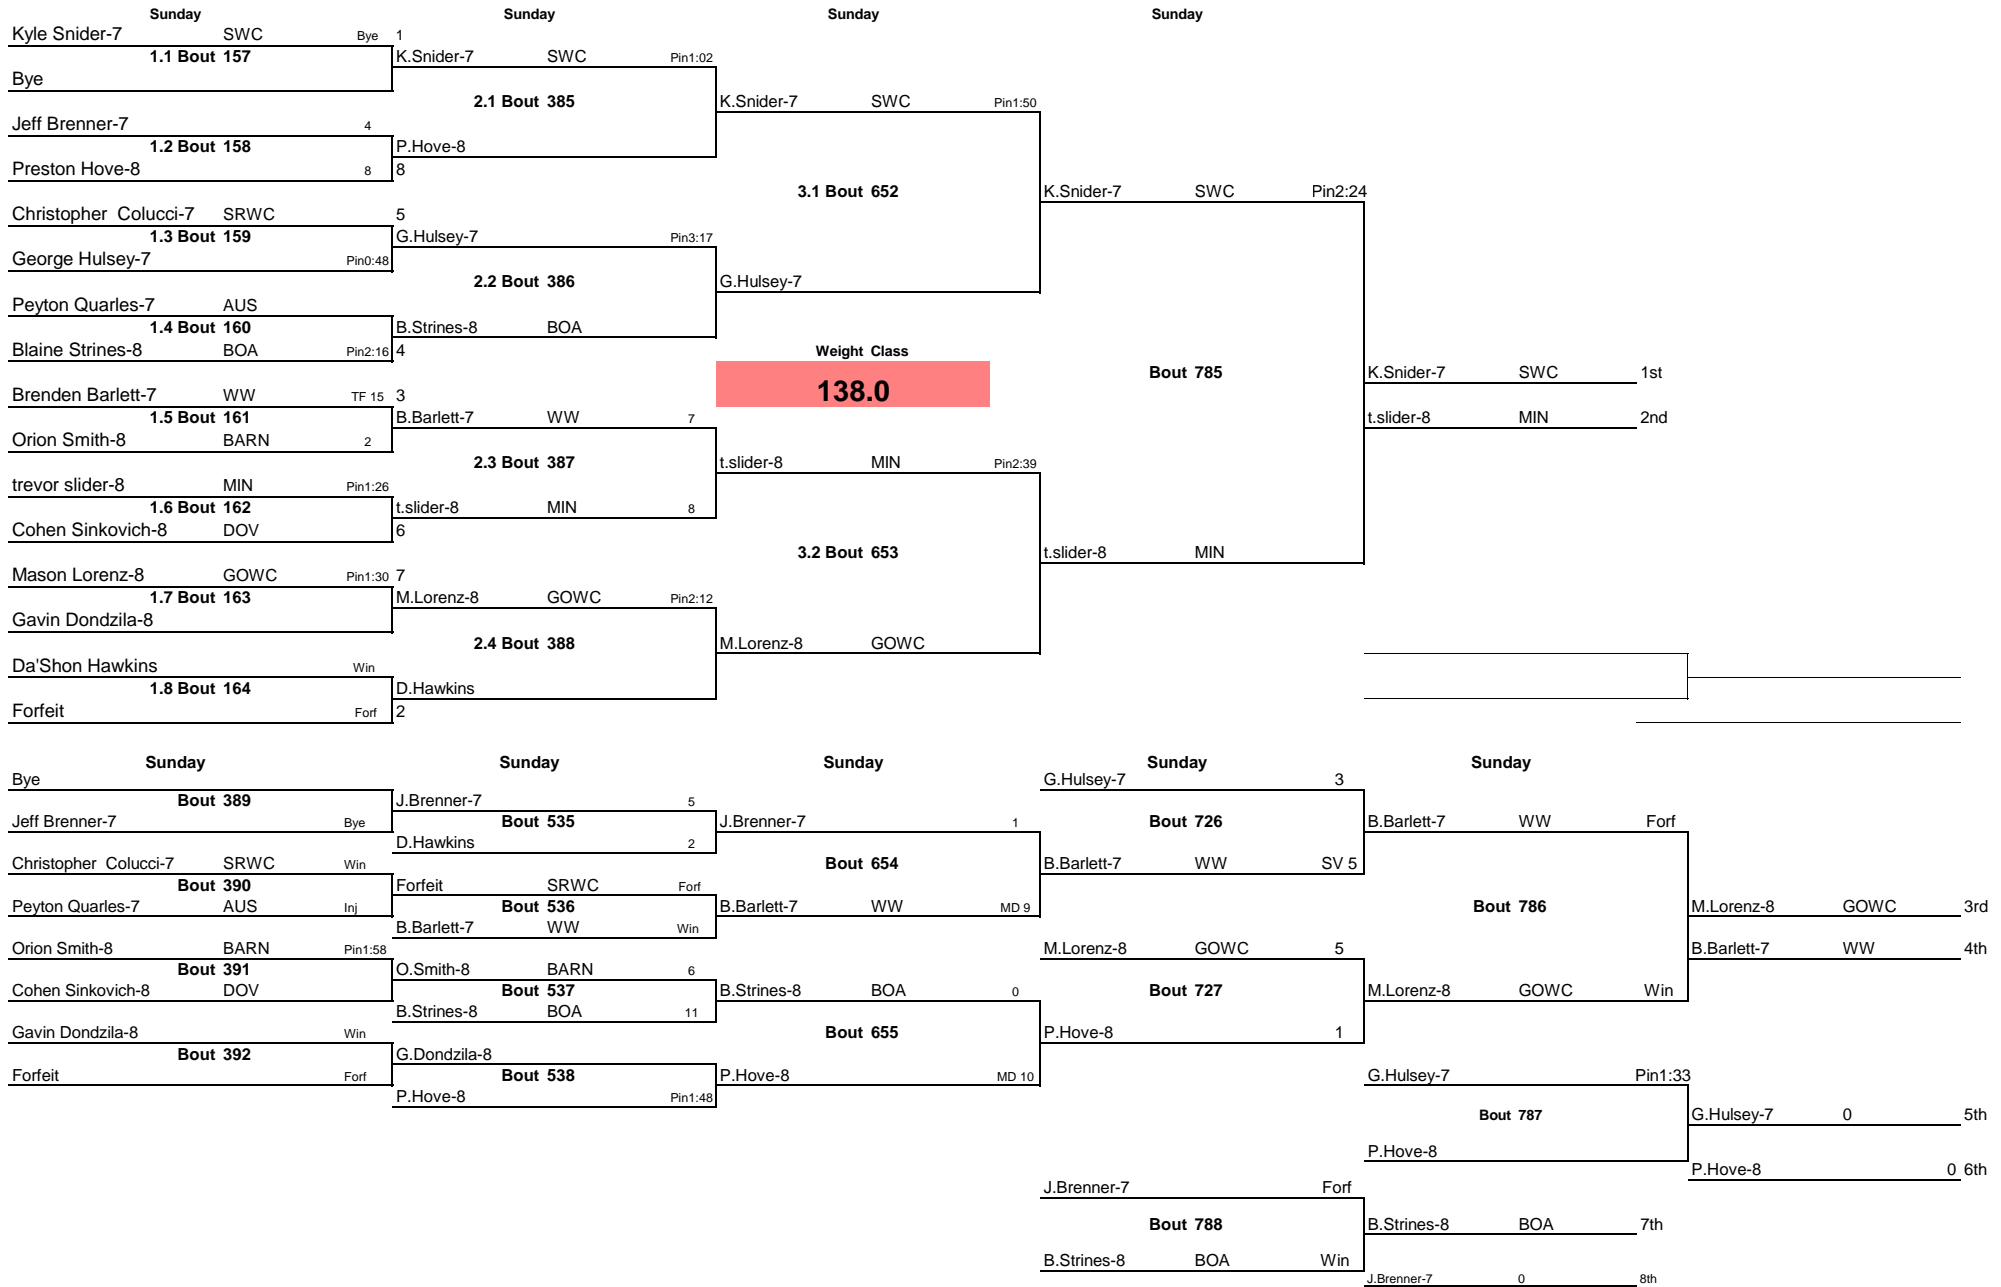 Sunday Sunday Sunday Sunday
Kyle Snider-7 SWC Bye 1
1.1 Bout 157 K.Snider-7 SWC Pin1:02
Bye
2.1 Bout 385 K.Snider-7 SWC Pin1:50
Jeff Brenner-7 4
1.2 Bout 158 P.Hove-8
Preston Hove-8 8 8
3.1 Bout 652 K.Snider-7 SWC Pin2:24
Christopher Colucci-7 SRWC 5
1.3 Bout 159 G.Hulsey-7 Pin3:17
George Hulsey-7 Pin0:48
2.2 Bout 386 G.Hulsey-7
Peyton Quarles-7 AUS
1.4 Bout 160 B.Strines-8 BOA
Blaine Strines-8 BOA Pin2:16 4 Weight Class
Bout 785 K.Snider-7 SWC 1st
Brenden Barlett-7 WW TF 15 3 138.0
1.5 Bout 161 B.Barlett-7 WW 7 t.slider-8 MIN 2nd
Orion Smith-8 BARN 2
2.3 Bout 387 t.slider-8 MIN Pin2:39
trevor slider-8 MIN Pin1:26
1.6 Bout 162 t.slider-8 MIN 8
Cohen Sinkovich-8 DOV 6
3.2 Bout 653 t.slider-8 MIN
Mason Lorenz-8 GOWC Pin1:30 7
1.7 Bout 163 M.Lorenz-8 GOWC Pin2:12
Gavin Dondzila-8
2.4 Bout 388 M.Lorenz-8 GOWC
Da'Shon Hawkins Win
1.8 Bout 164 D.Hawkins
Forfeit Forf 2
Sunday Sunday Sunday Sunday Sunday
Bye G.Hulsey-7 3
Bout 389 J.Brenner-7 5
Jeff Brenner-7 Bye Bout 535 J.Brenner-7 1 Bout 726 B.Barlett-7 WW Forf
D.Hawkins 2
Christopher Colucci-7 SRWC Win Bout 654 B.Barlett-7 WW SV 5
Bout 390 Forfeit SRWC Forf
Peyton Quarles-7 AUS Inj Bout 536 B.Barlett-7 WW MD 9 Bout 786 M.Lorenz-8 GOWC 3rd
B.Barlett-7 WW Win
Orion Smith-8 BARN Pin1:58 M.Lorenz-8 GOWC 5 B.Barlett-7 WW 4th
Bout 391 O.Smith-8 BARN 6
Cohen Sinkovich-8 DOV Bout 537 B.Strines-8 BOA 0 Bout 727 M.Lorenz-8 GOWC Win
B.Strines-8 BOA 11
Gavin Dondzila-8 Win Bout 655 P.Hove-8 1
Bout 392 G.Dondzila-8
Forfeit Forf Bout 538 P.Hove-8 MD 10 G.Hulsey-7 Pin1:33
P.Hove-8 Pin1:48
Bout 787 G.Hulsey-7 0 5th
P.Hove-8
P.Hove-8 0 6th
J.Brenner-7 Forf
Bout 788 B.Strines-8 BOA 7th
B.Strines-8 BOA Win
J.Brenner-7 0 8th